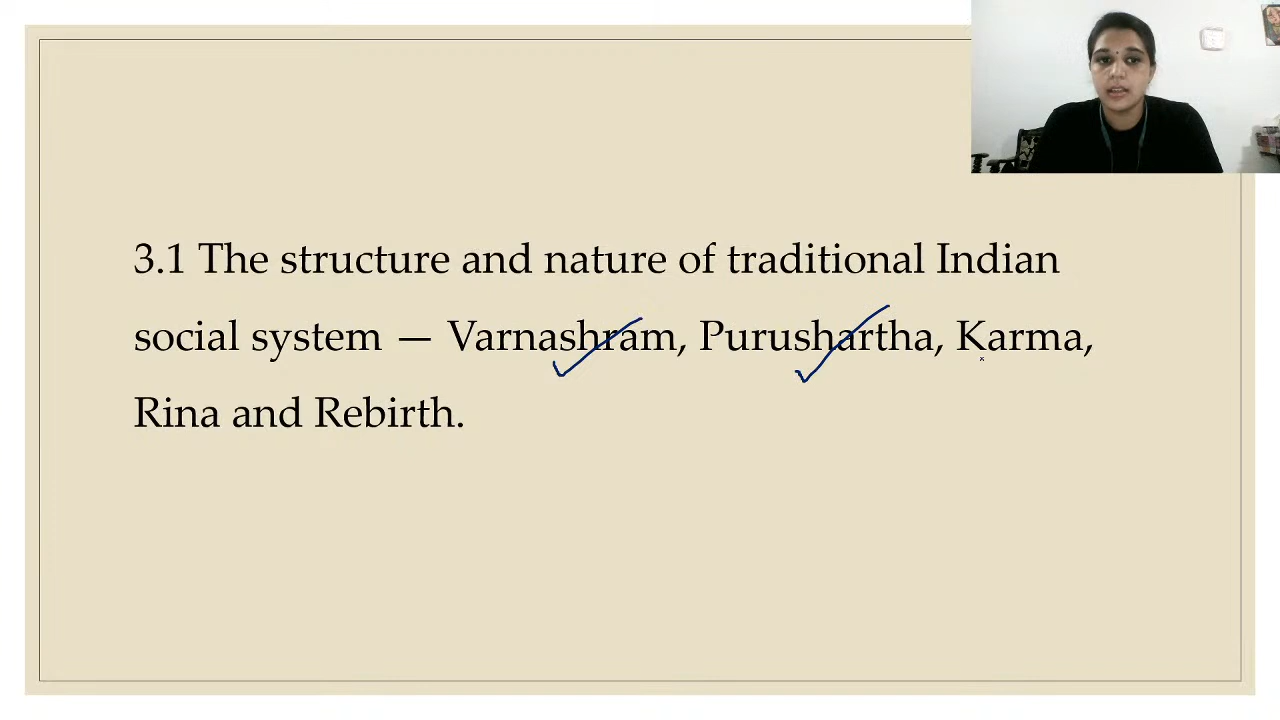 3.1 The structure and nature of traditional Indian
social system — Varnashram, Purushartha, Karma,
Rina and Rebirth.